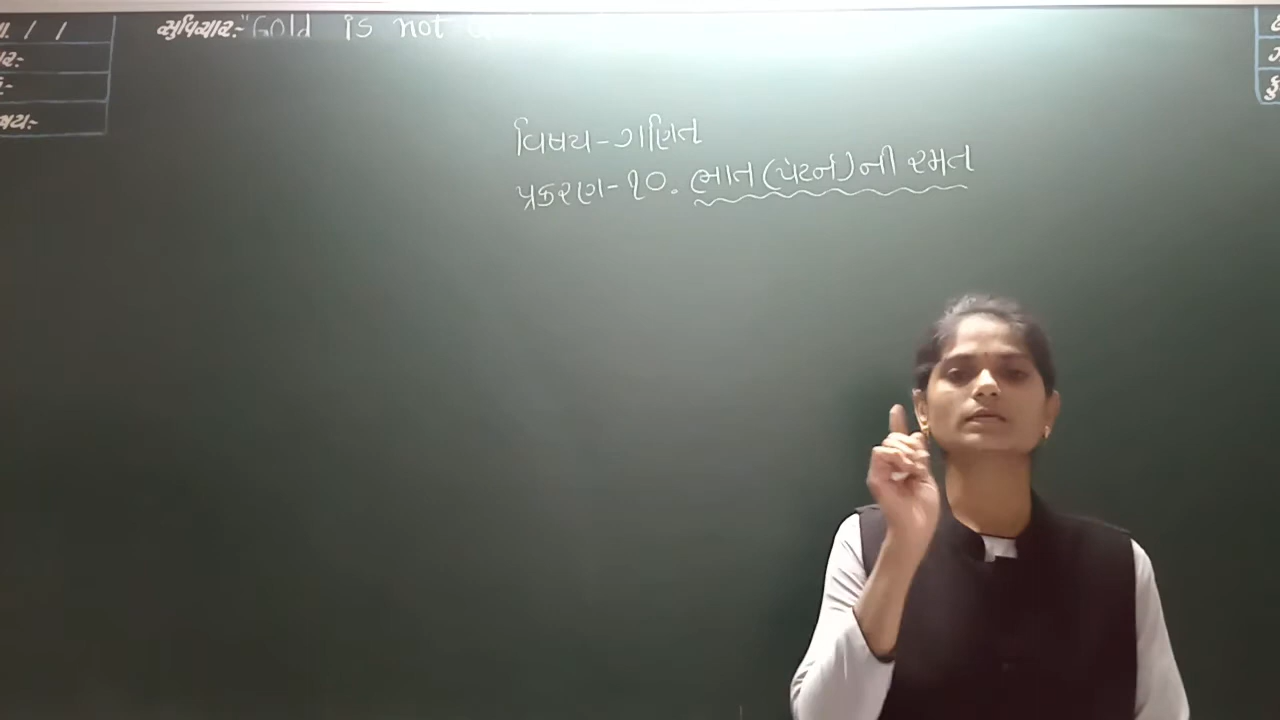 સુવિચાર:- "Gold is not
વિષય - ગણિત
પ્રકરણ - ૧૦. ભાત (પેટર્ન) ની રમત